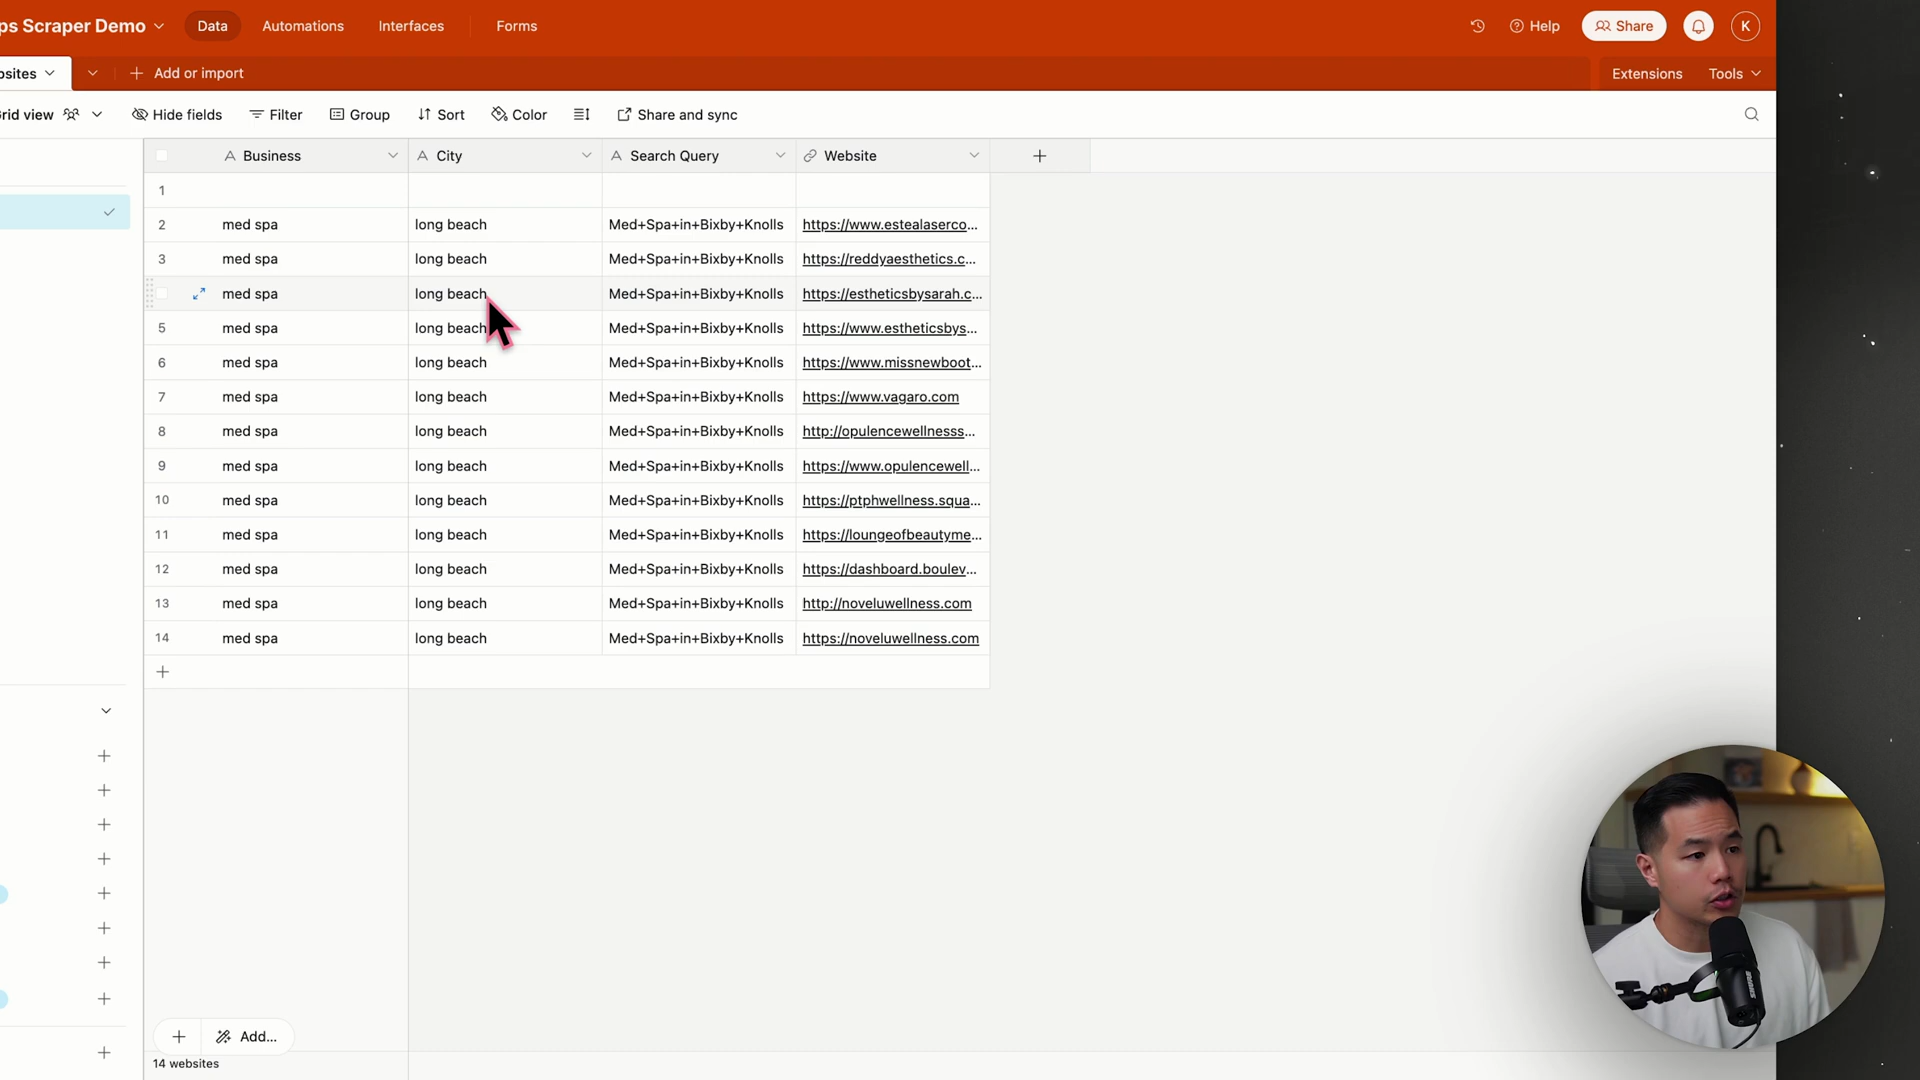 ps Scraper Demo Data Automations Interfaces Forms Help Share K
osites Add or import Extensions Tools
rid view Hide fields Filter Group Sort Color Share and sync
Business City Search Query Website
1
2 med spa long beach Med+Spa+in+Bixby+Knolls https://www.estealaserco...
3 med spa long beach Med+Spa+in+Bixby+Knolls https://reddyaesthetics.c...
med spa long beach Med+Spa+in+Bixby+Knolls https://estheticsbysarah.c...
5 med spa long beach Med+Spa+in+Bixby+Knolls https://www.estheticsbys...
6 med spa long beach Med+Spa+in+Bixby+Knolls https://www.missnewboot...
7 med spa long beach Med+Spa+in+Bixby+Knolls https://www.vagaro.com
8 med spa long beach Med+Spa+in+Bixby+Knolls http://opulencewellnesss...
9 med spa long beach Med+Spa+in+Bixby+Knolls https://www.opulencewell...
10 med spa long beach Med+Spa+in+Bixby+Knolls https://ptphwellness.squa...
11 med spa long beach Med+Spa+in+Bixby+Knolls https://loungeofbeautyme...
12 med spa long beach Med+Spa+in+Bixby+Knolls https://dashboard.boulev...
13 med spa long beach Med+Spa+in+Bixby+Knolls http://noveluwellness.com
14 med spa long beach Med+Spa+in+Bixby+Knolls https://noveluwellness.com
Add...
14 websites